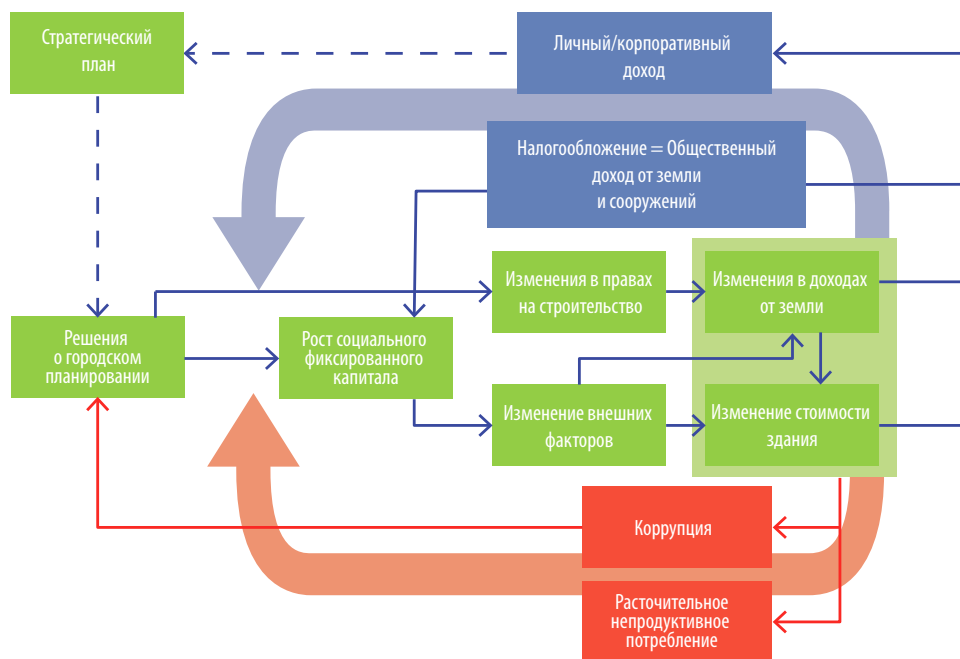 Стратегический
план
Личный/корпоративный
доход
Налогообложение = Общественный
доход от земли
и сооружений
Изменения в правах
на строительство
Изменения в доходах
от земли
Решения
о городском
планировании
Рост социального
фиксированного
капитала
Изменение внешних
факторов
Изменение стоимости
здания
Коррупция
Расточительное
непродуктивное
потребление